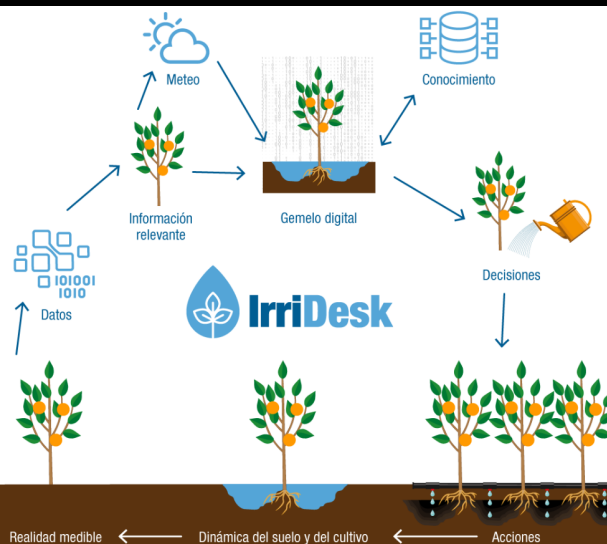 Meteo
Conocimiento
Información
relevante
Gemelo digital
Decisiones
101001
1010
Datos
IrriDesk
Realidad medible
Dinámica del suelo y del cultivo
Acciones